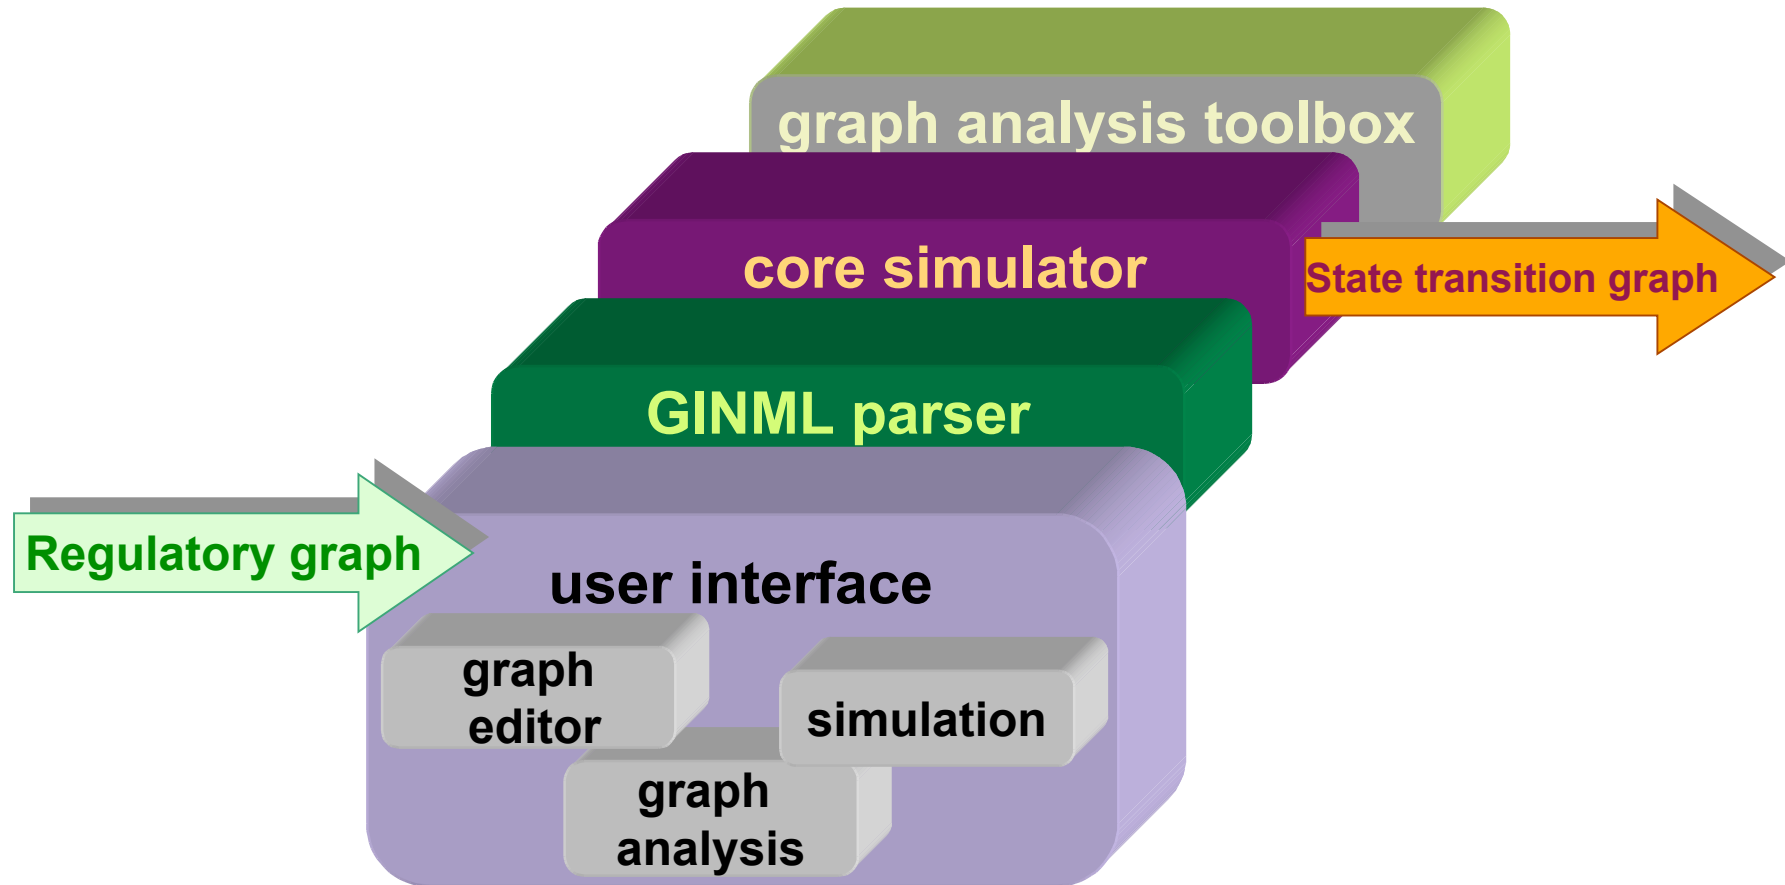 graph analysis toolbox
core simulator
State transition graph
GINML parser
Regulatory graph
user interface
graph
editor
simulation
graph
analysis